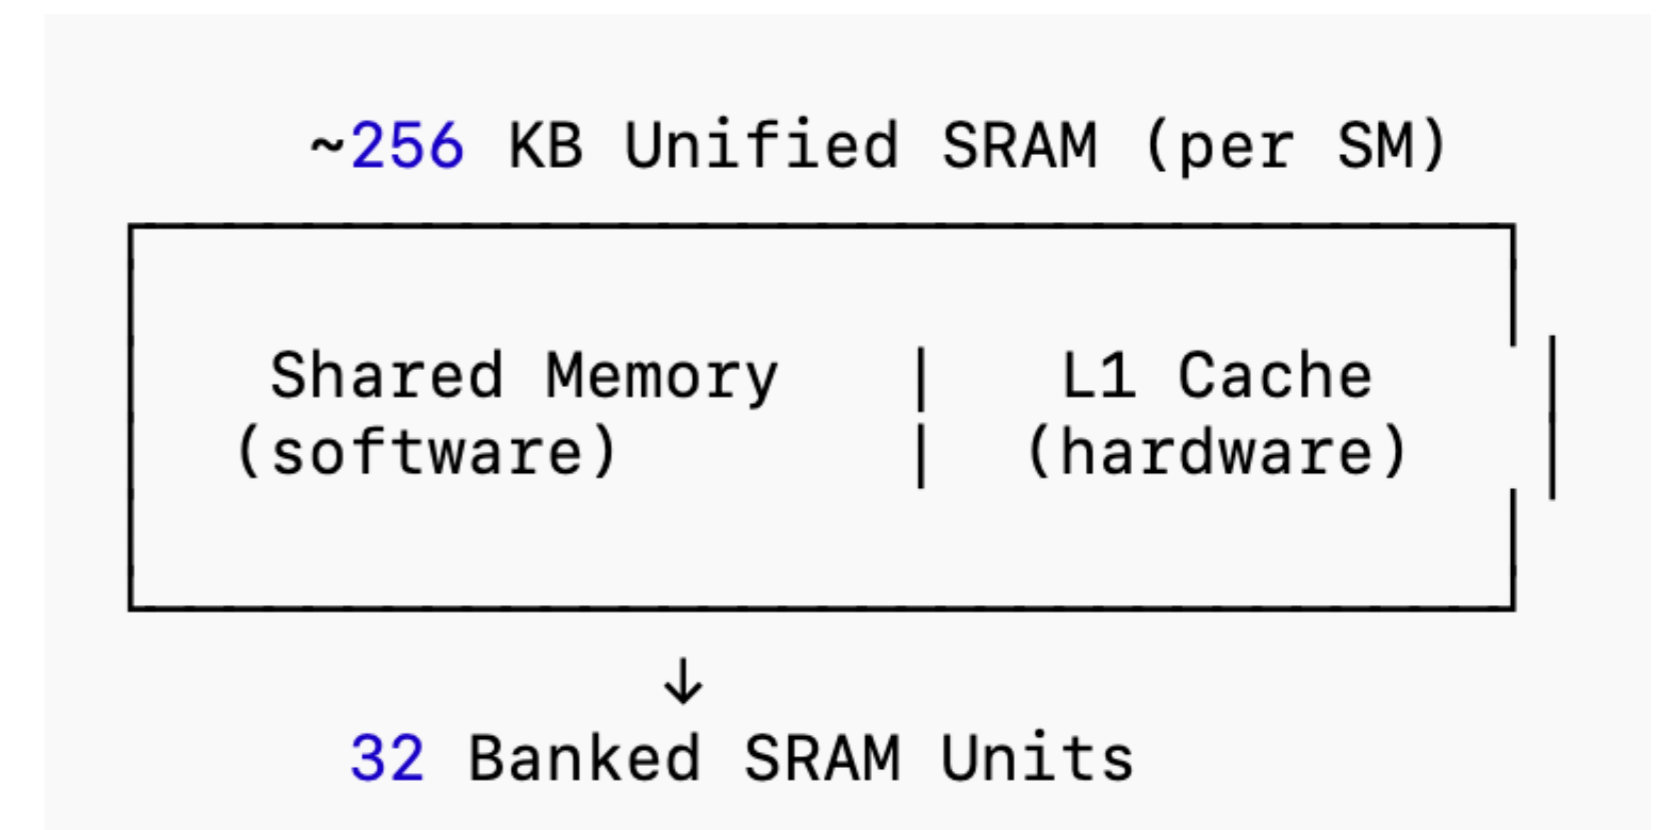 ~256 KB Unified SRAM (per SM)
Shared Memory | L1 Cache |
(software) | (hardware) |
↓
32 Banked SRAM Units